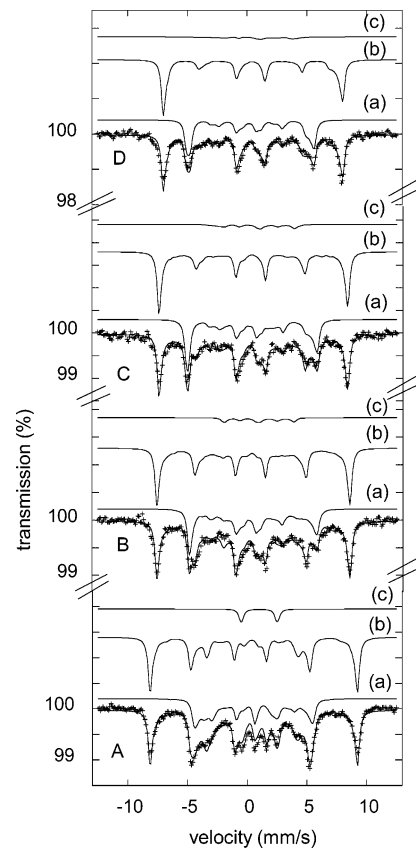 (c)
(b)
(a)
100
D
98
(c)
(b)
(a)
100
C
99
(c)
(b)
(a)
100
B
99
(c)
(b)
(a)
100
A
99
transmission (%)
-10 -5 0 5 10
velocity (mm/s)